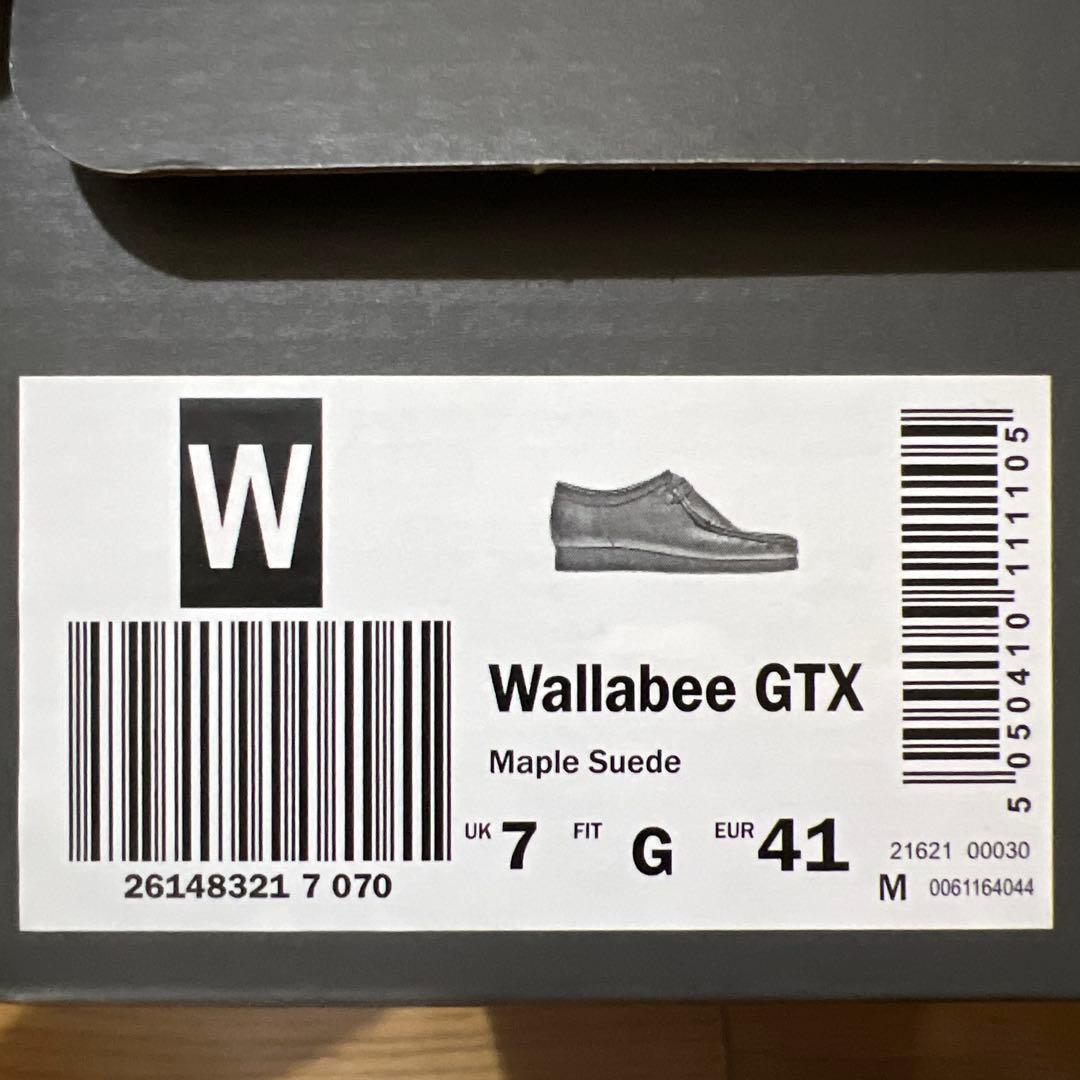 W
26148321 7 070
Wallabee GTX
Maple Suede
UK 7 FIT G EUR 41
5 050410 111105
21621 00030
M 0061164044